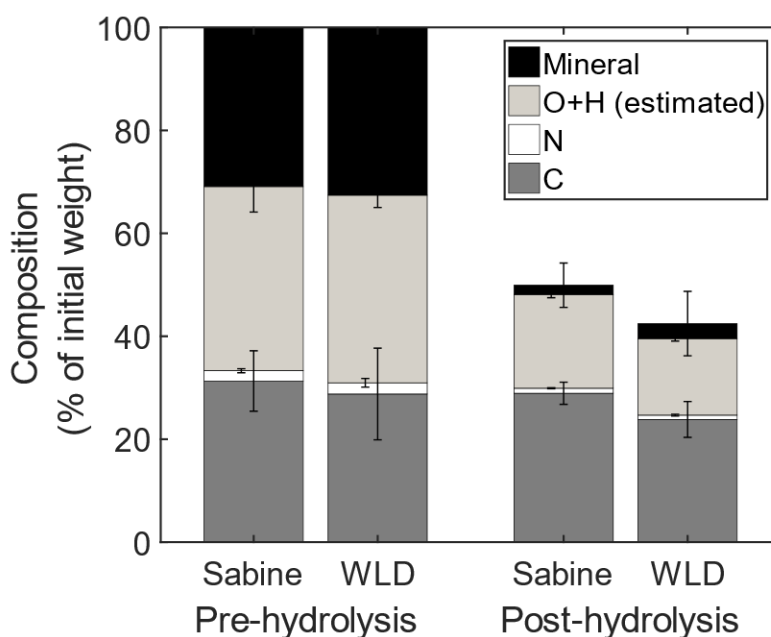 100
80
60
40
20
0
Composition
(% of initial weight)
Mineral
O+H (estimated)
N
C
Sabine WLD Sabine WLD
Pre-hydrolysis Post-hydrolysis